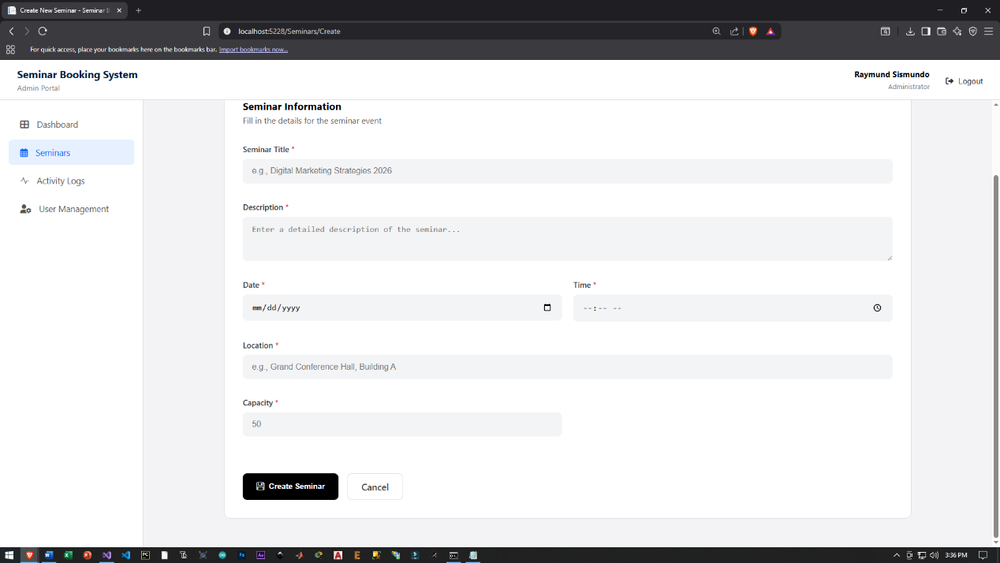 Create New Seminar - Seminar B
localhost:5228/Seminars/Create
For quick access, place your bookmarks here on the bookmarks bar. Import bookmarks now...
Seminar Booking System
Admin Portal
Raymund Sismundo
Administrator
Logout
Dashboard
Seminars
Activity Logs
User Management
Seminar Information
Fill in the details for the seminar event
Seminar Title *
e.g., Digital Marketing Strategies 2026
Description *
Enter a detailed description of the seminar...
Date * Time *
mm/dd/yyyy --:-- --
Location *
e.g., Grand Conference Hall, Building A
Capacity *
50
Create Seminar Cancel
3:36 PM